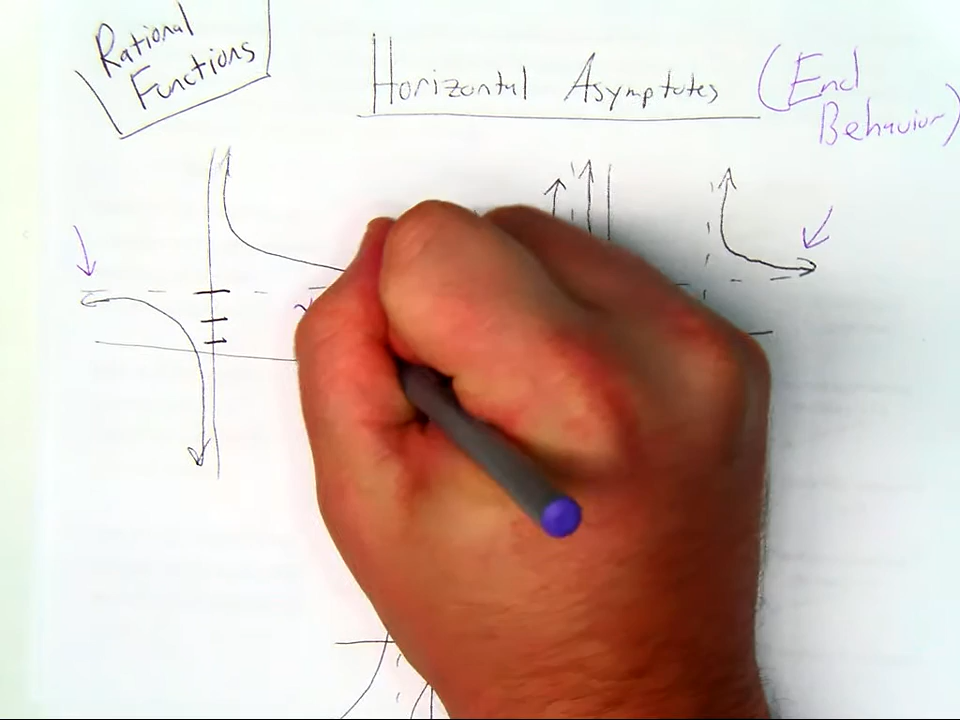 Rational
Functions
Horizontal Asymptotes (End
Behavior)